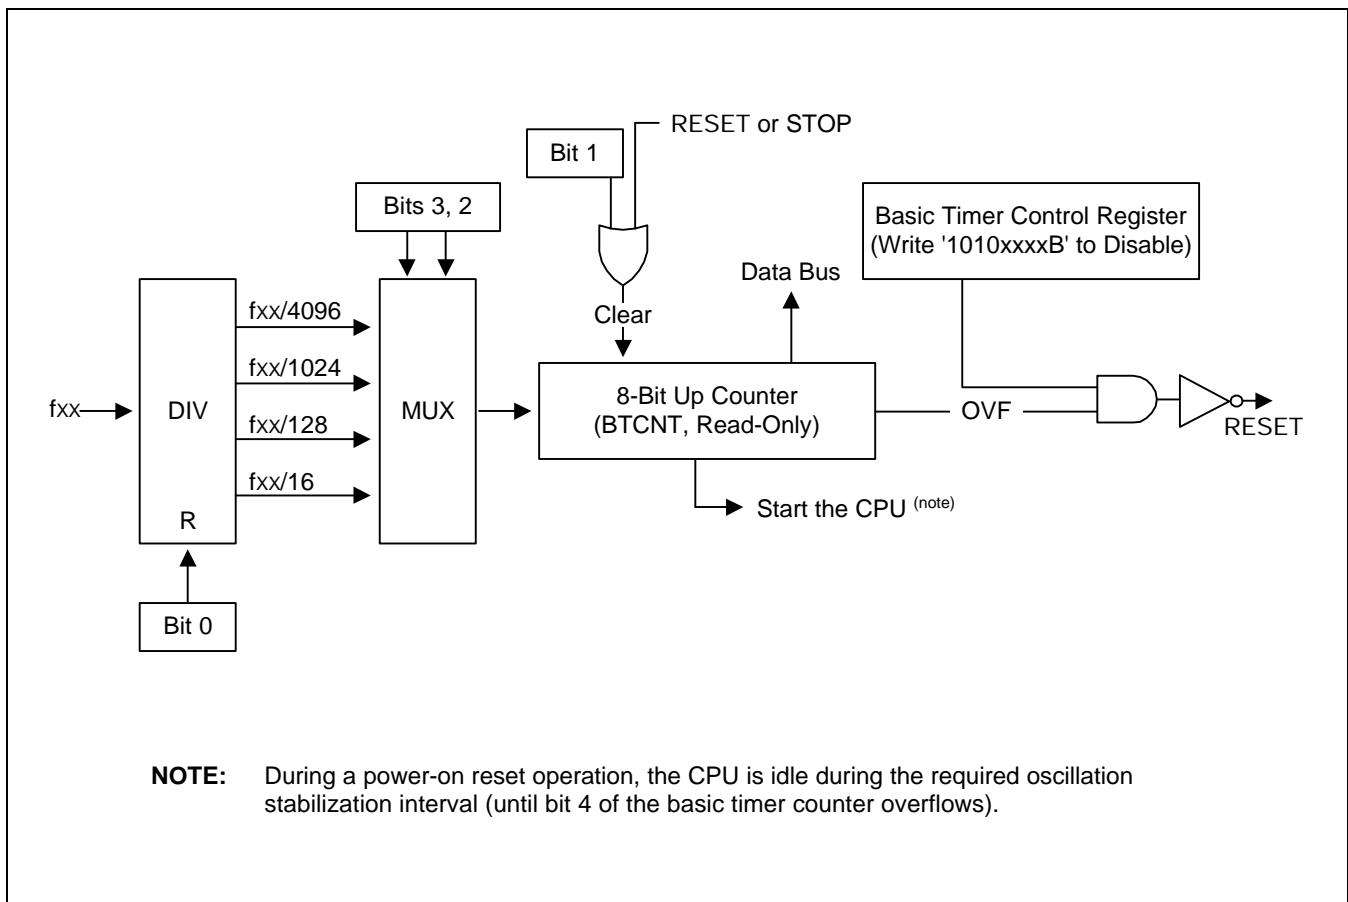 RESET or STOP
Bit 1
Bits 3, 2
Basic Timer Control Register
(Write '1010xxxxB' to Disable)
Data Bus
fxx/4096
Clear
fxx/1024
8-Bit Up Counter
(BTCNT, Read-Only)
fxx
DIV
MUX
OVF
RESET
fxx/128
fxx/16
Start the CPU (note)
R
Bit 0
NOTE: During a power-on reset operation, the CPU is idle during the required oscillation
stabilization interval (until bit 4 of the basic timer counter overflows).